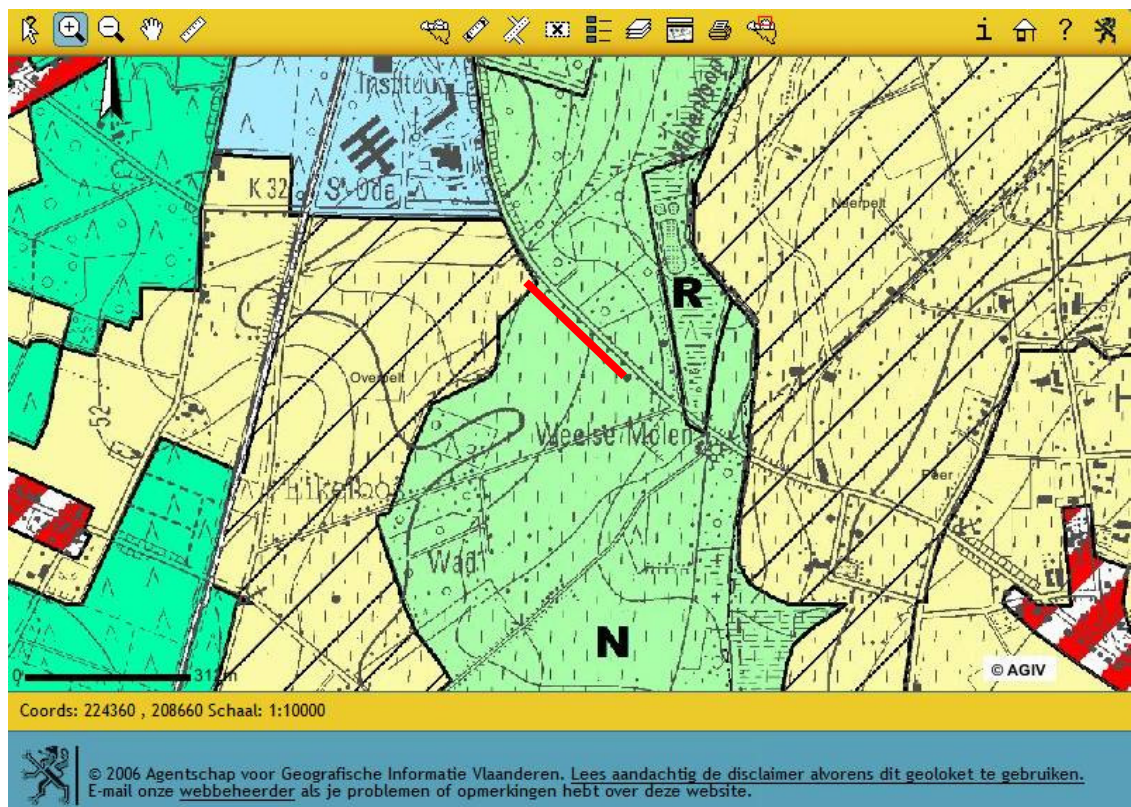 i ?
Instituut
K 32 St Oda
Neerpelt
R
Overpelt
52
Weelse Molen
Peer
Wad
N
0 312m
© AGIV
Coords: 224360 , 208660 Schaal: 1:10000
© 2006 Agentschap voor Geografische Informatie Vlaanderen. Lees aandachtig de disclaimer alvorens dit geoloket te gebruiken.
E-mail onze webbeheerder als je problemen of opmerkingen hebt over deze website.